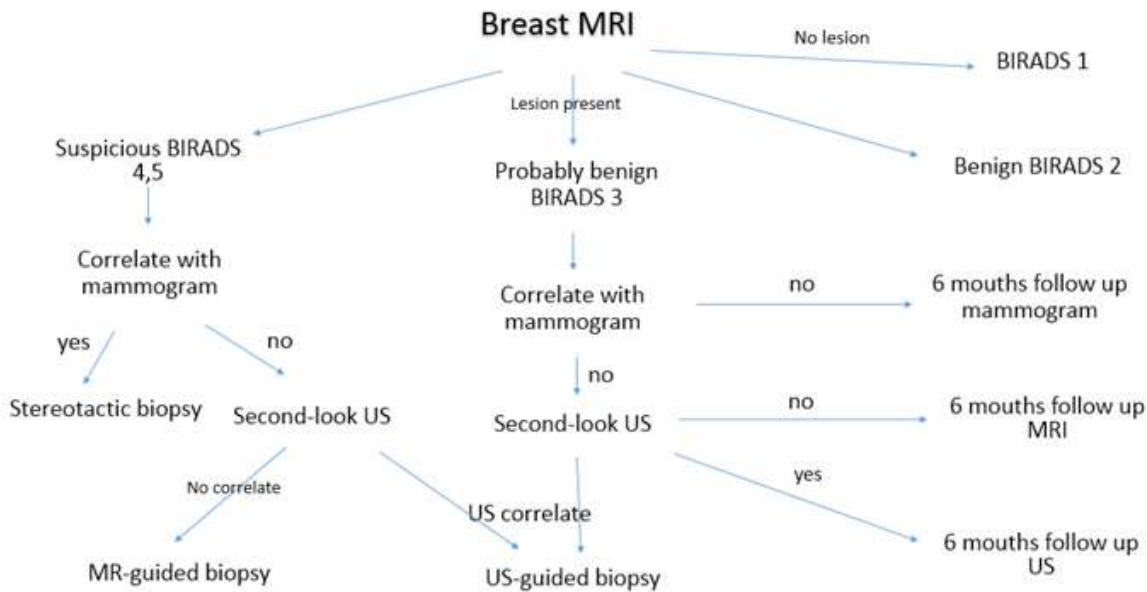 Breast MRI
No lesion
BIRADS 1
Lesion present
Suspicious BIRADS
4,5
Probably benign
BIRADS 3
Benign BIRADS 2
Correlate with
mammogram
Correlate with
mammogram
no
6 mouths follow up
mammogram
yes
no
no
Stereotactic biopsy
Second-look US
Second-look US
no
6 mouths follow up
MRI
No correlate
US correlate
yes
MR-guided biopsy
US-guided biopsy
6 mouths follow up
US